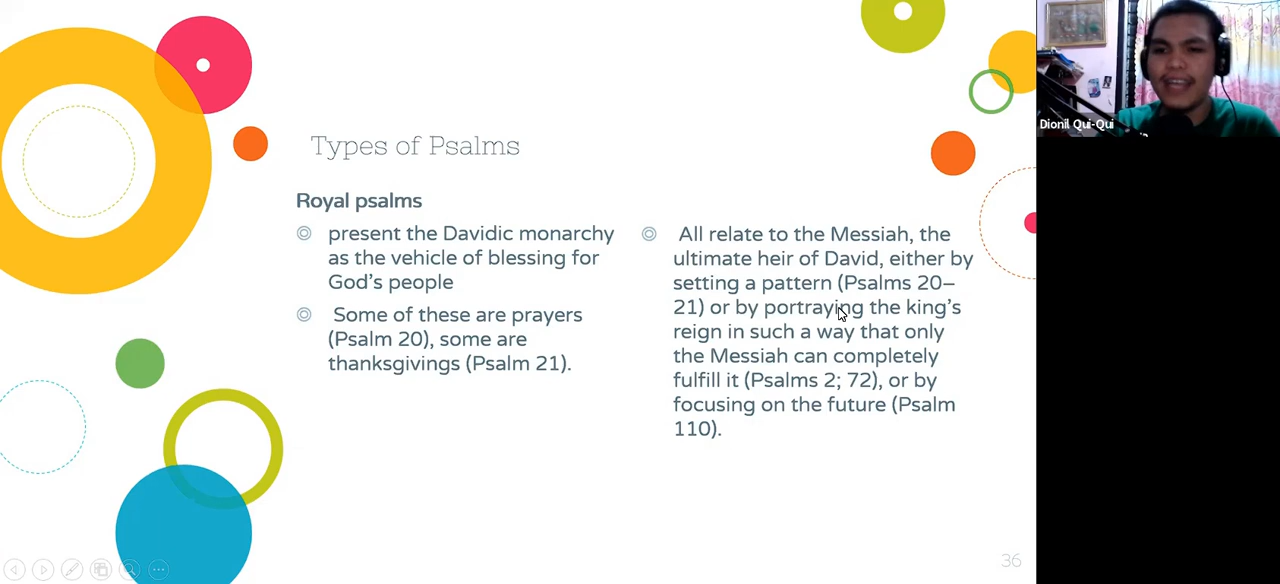 Types of Psalms
Royal psalms
present the Davidic monarchy
as the vehicle of blessing for
God's people
Some of these are prayers
(Psalm 20), some are
thanksgivings (Psalm 21).
All relate to the Messiah, the
ultimate heir of David, either by
setting a pattern (Psalms 20–
21) or by portraying the king's
reign in such a way that only
the Messiah can completely
fulfill it (Psalms 2; 72), or by
focusing on the future (Psalm
110).
36
Dionil Qui-Qui